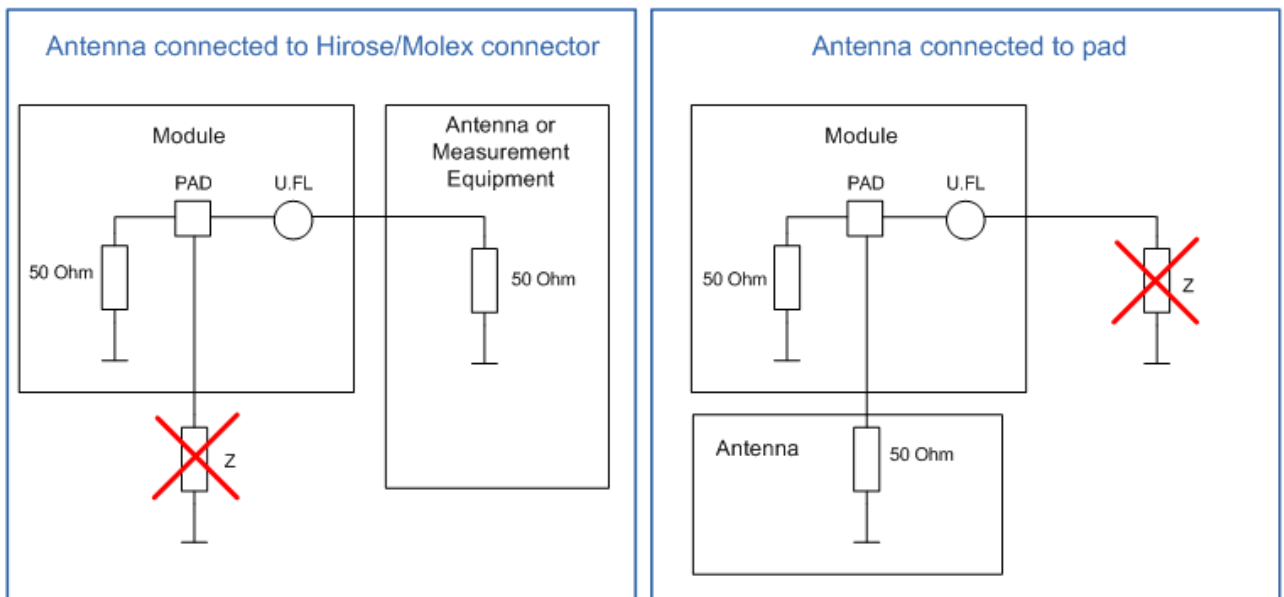 Antenna connected to Hirose/Molex connector
Module
PAD
U.FL
50 Ohm
Z
Antenna or
Measurement
Equipment
50 Ohm
Antenna connected to pad
Module
PAD
U.FL
50 Ohm
Z
Antenna
50 Ohm